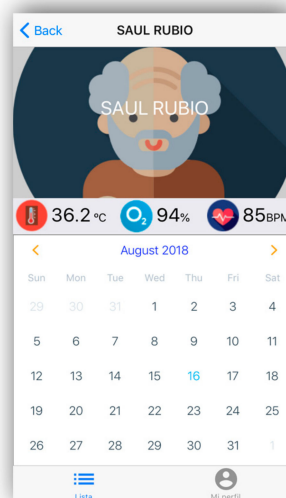 Back SAUL RUBIO
SAUL RUBIO
36.2 ºC O2 94% 85BPM
August 2018
Sun Mon Tue Wed Thu Fri Sat
29 30 31 1 2 3 4
5 6 7 8 9 10 11
12 13 14 15 16 17 18
19 20 21 22 23 24 25
26 27 28 29 30 31 1
Lista Mi perfil